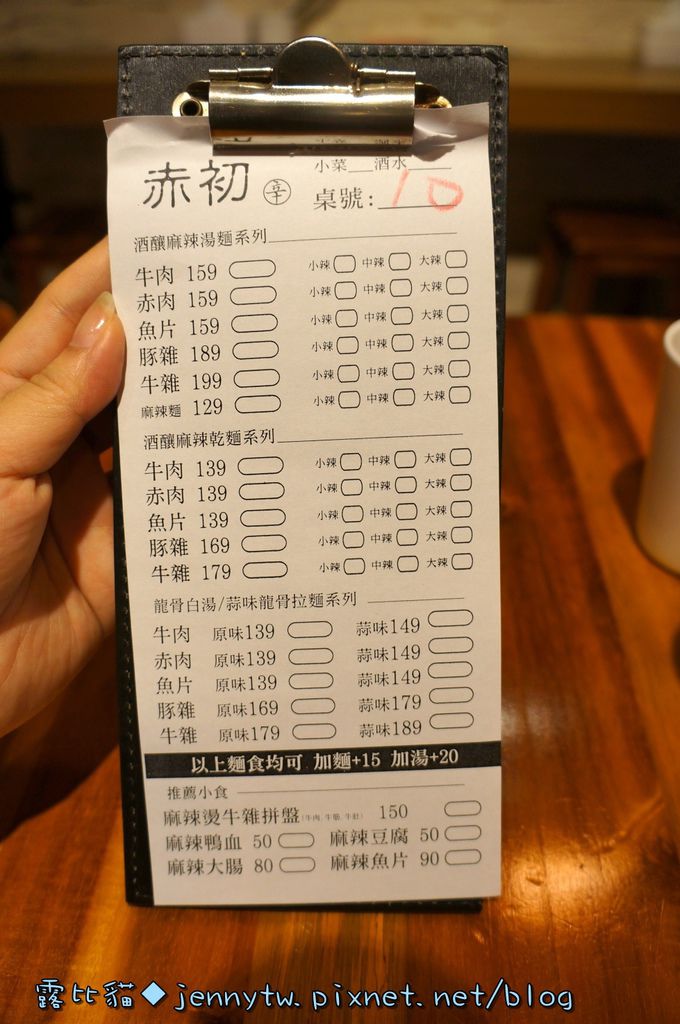 小菜__酒水__
赤初 辛
桌號:10
酒釀麻辣湯麵系列
牛肉 159 小辣 中辣 大辣
赤肉 159 小辣 中辣 大辣
魚片 159 小辣 中辣 大辣
豚雜 189 小辣 中辣 大辣
牛雜 199 小辣 中辣 大辣
麻辣麵 129 小辣 中辣 大辣
酒釀麻辣乾麵系列
牛肉 139 小辣 中辣 大辣
赤肉 139 小辣 中辣 大辣
魚片 139 小辣 中辣 大辣
豚雜 169 小辣 中辣 大辣
牛雜 179 小辣 中辣 大辣
龍骨白湯/蒜味龍骨拉麵系列
牛肉 原味139 蒜味149
赤肉 原味139 蒜味149
魚片 原味139 蒜味149
豚雜 原味169 蒜味179
牛雜 原味179 蒜味189
以上麵食均可 加麵+15 加湯+20
推薦小食
麻辣燙牛雜拼盤(牛肉.牛筋.牛肚) 150
麻辣鴨血 50 麻辣豆腐 50
麻辣大腸 80 麻辣魚片 90
露比貓◆jennytw.pixnet.net/blog